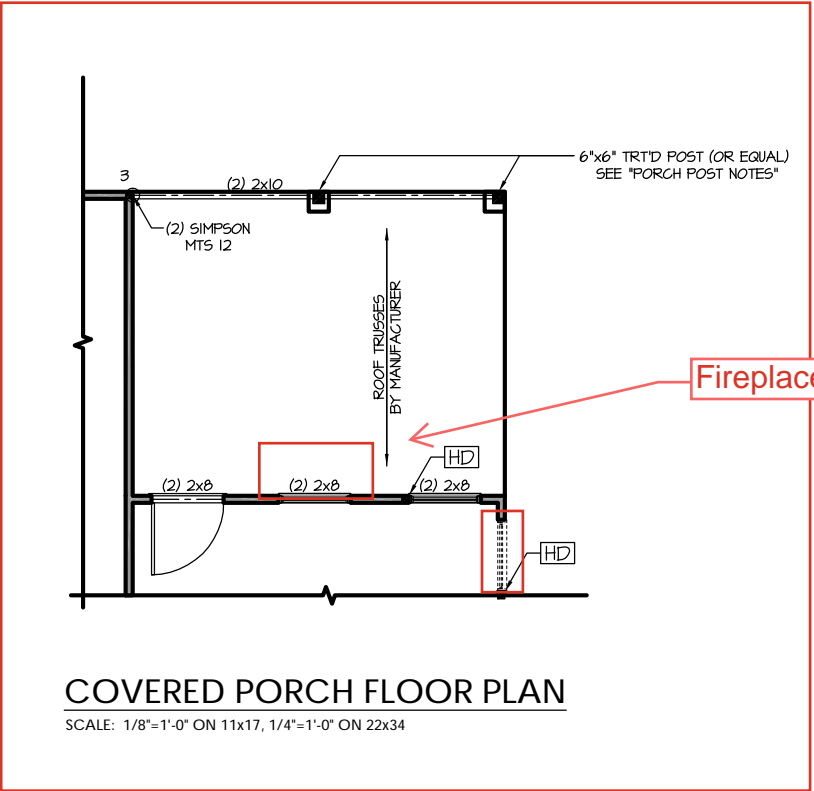 3
(2) 2x10
6"x6" TRT'D POST (OR EQUAL)
SEE "PORCH POST NOTES"
(2) SIMPSON
MTS 12
ROOF TRUSSES
BY MANUFACTURER
Fireplace
HD
(2) 2x8
(2) 2x8
(2) 2x8
HD
COVERED PORCH FLOOR PLAN
SCALE: 1/8"=1'-0" ON 11x17, 1/4"=1'-0" ON 22x34